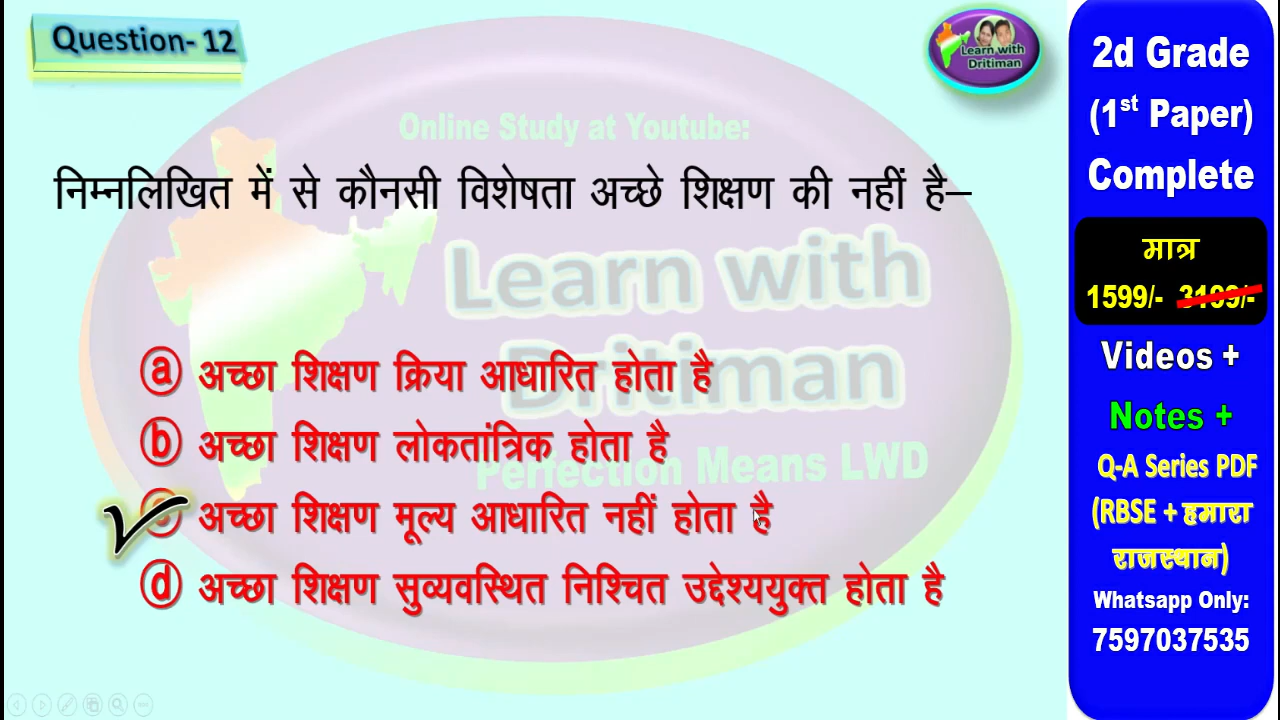 Question- 12
Learn with
Dritiman
Online Study at Youtube:
निम्नलिखित में से कौनसी विशेषता अच्छे शिक्षण की नहीं है–
Learn with
Dritiman
Perfection Means LWD
ⓐ अच्छा शिक्षण क्रिया आधारित होता है
ⓑ अच्छा शिक्षण लोकतांत्रिक होता है
ⓒ अच्छा शिक्षण मूल्य आधारित नहीं होता है
ⓓ अच्छा शिक्षण सुव्यवस्थित निश्चित उद्देश्ययुक्त होता है
2d Grade
(1st Paper)
Complete
मात्र
1599/- 3199/-
Videos +
Notes +
Q-A Series PDF
(RBSE + हमारा
राजस्थान)
Whatsapp Only:
7597037535